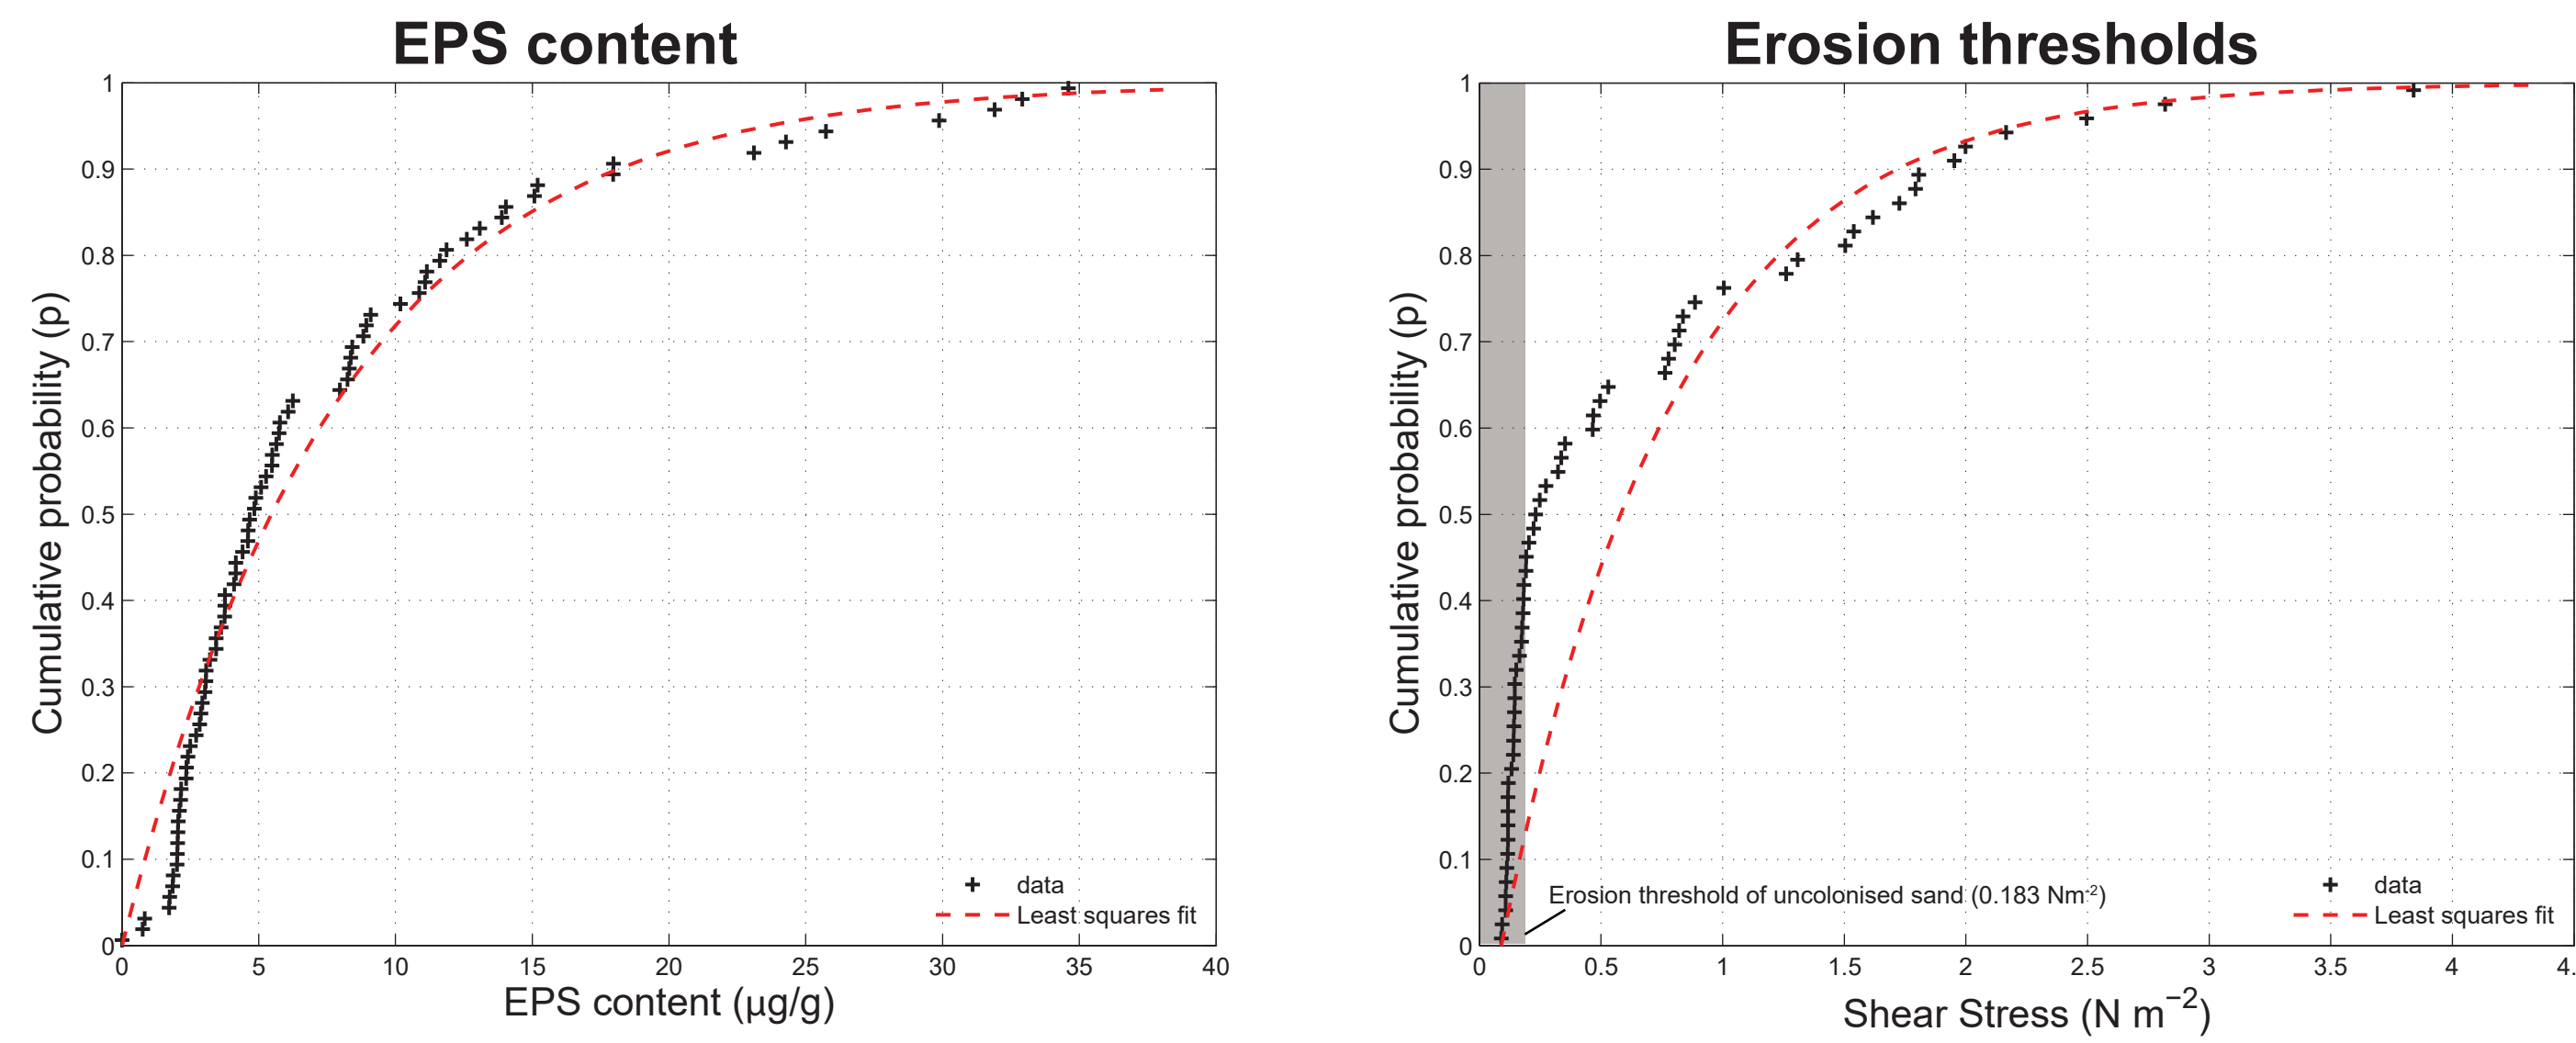 EPS content
Cumulative probability (p)
1
0.9
0.8
0.7
0.6
0.5
0.4
0.3
0.2
0.1
0
0 5 10 15 20 25 30 35 40
data
Least squares fit
EPS content (µg/g)
Erosion thresholds
Cumulative probability (p)
1
0.9
0.8
0.7
0.6
0.5
0.4
0.3
0.2
0.1
0
0 0.5 1 1.5 2 2.5 3 3.5 4 4.
Erosion threshold of uncolonised sand (0.183 Nm⁻²)
data
Least squares fit
Shear Stress (N m⁻²)